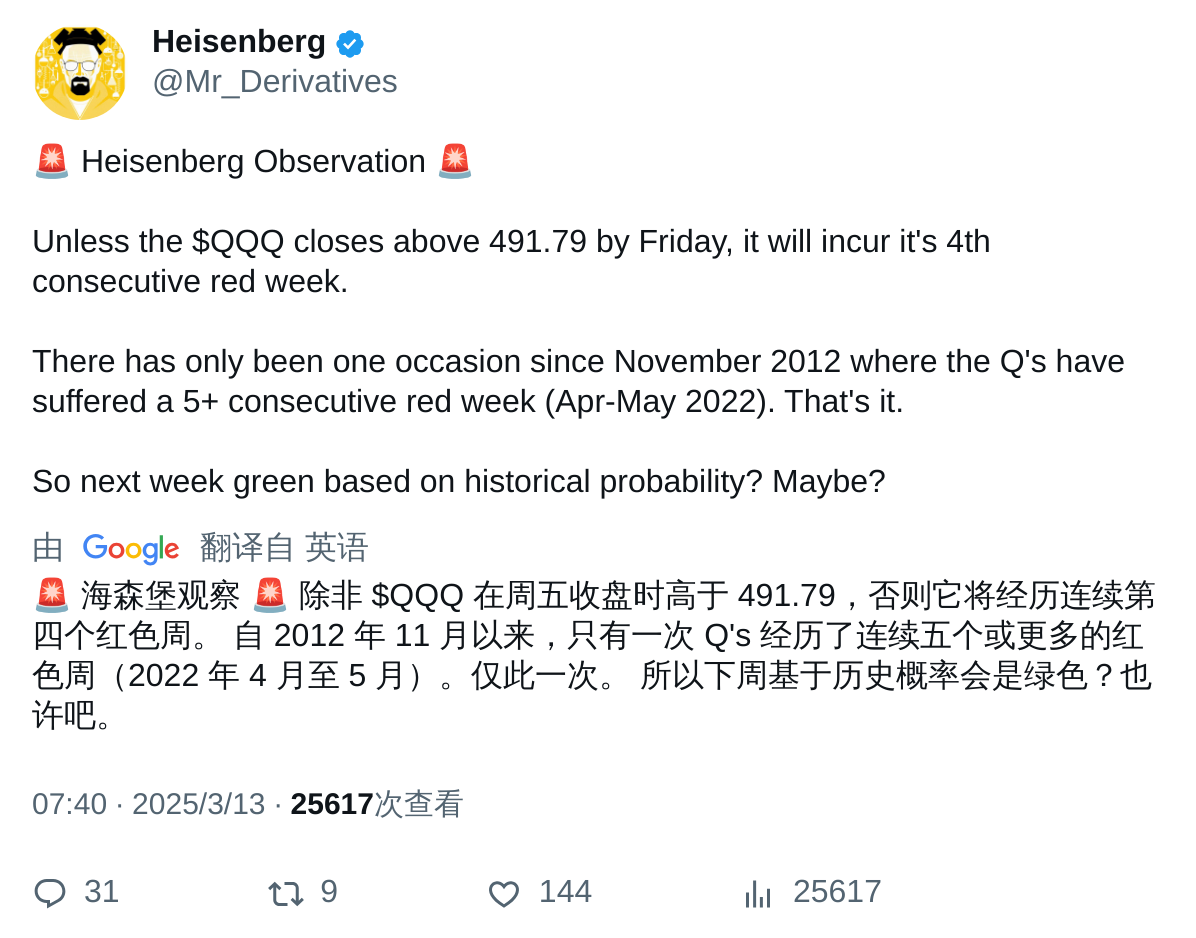 Heisenberg
@Mr_Derivatives
🚨 Heisenberg Observation 🚨
Unless the $QQQ closes above 491.79 by Friday, it will incur it's 4th
consecutive red week.
There has only been one occasion since November 2012 where the Q's have
suffered a 5+ consecutive red week (Apr-May 2022). That's it.
So next week green based on historical probability? Maybe?
由 Google 翻译自 英语
🚨 海森堡观察 🚨 除非 $QQQ 在周五收盘时高于 491.79，否则它将经历连续第
四个红色周。 自 2012 年 11 月以来，只有一次 Q's 经历了连续五个或更多的红
色周（2022 年 4 月至 5 月）。仅此一次。 所以下周基于历史概率会是绿色？也
许吧。
07:40 · 2025/3/13 · 25617次查看
31 9 144 25617